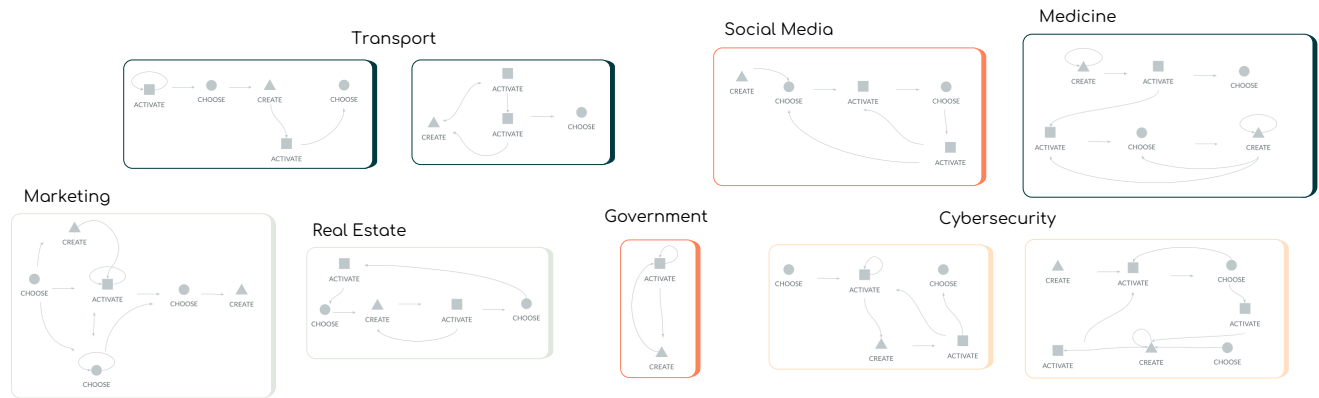 Transport
ACTIVATE
CHOOSE
CREATE
CHOOSE
ACTIVATE
ACTIVATE
CREATE
ACTIVATE
CHOOSE
Social Media
CREATE
CHOOSE
ACTIVATE
CHOOSE
ACTIVATE
Medicine
CREATE
ACTIVATE
CHOOSE
ACTIVATE
CHOOSE
CREATE
Marketing
CREATE
CHOOSE
ACTIVATE
CHOOSE
CREATE
CHOOSE
Real Estate
ACTIVATE
CHOOSE
CREATE
ACTIVATE
CHOOSE
Government
ACTIVATE
CREATE
Cybersecurity
CHOOSE
ACTIVATE
CHOOSE
CREATE
ACTIVATE
CREATE
ACTIVATE
CHOOSE
ACTIVATE
ACTIVATE
CREATE
CHOOSE